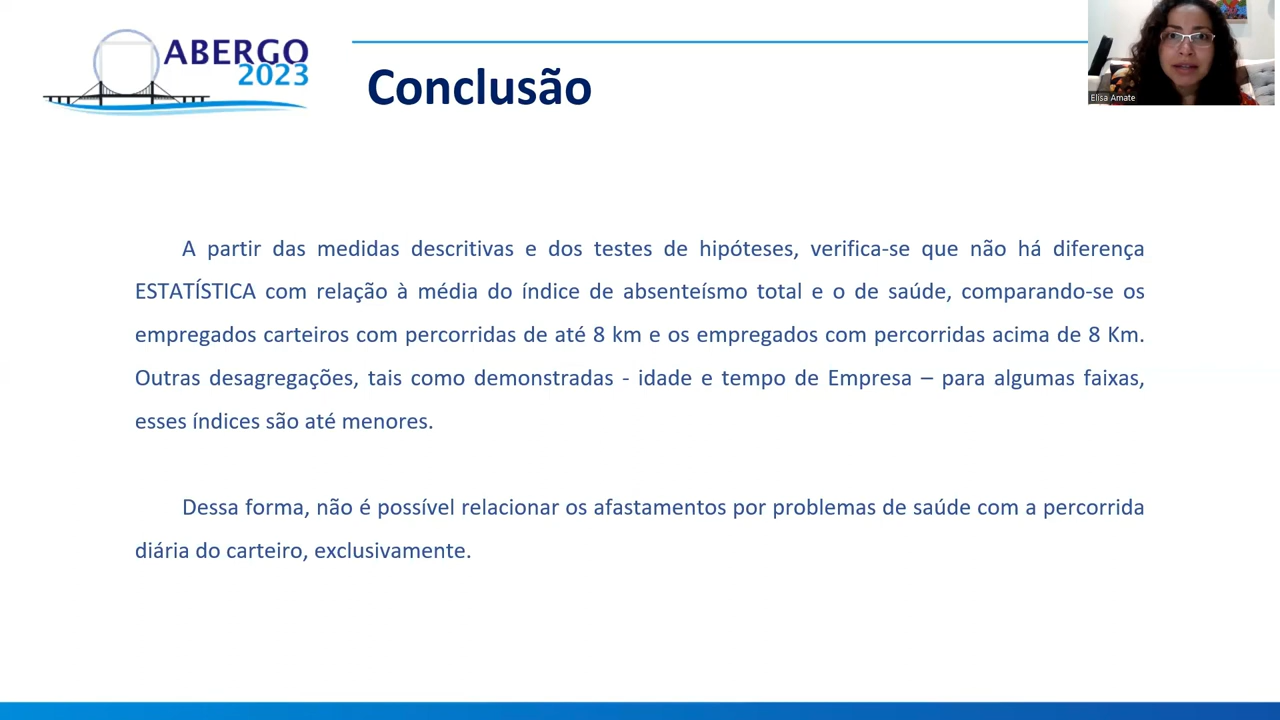 ABERGO
2023
Conclusão
Elisa Amate
A partir das medidas descritivas e dos testes de hipóteses, verifica-se que não há diferença
ESTATÍSTICA com relação à média do índice de absenteísmo total e o de saúde, comparando-se os
empregados carteiros com percorridas de até 8 km e os empregados com percorridas acima de 8 Km.
Outras desagregações, tais como demonstradas - idade e tempo de Empresa – para algumas faixas,
esses índices são até menores.
Dessa forma, não é possível relacionar os afastamentos por problemas de saúde com a percorrida
diária do carteiro, exclusivamente.